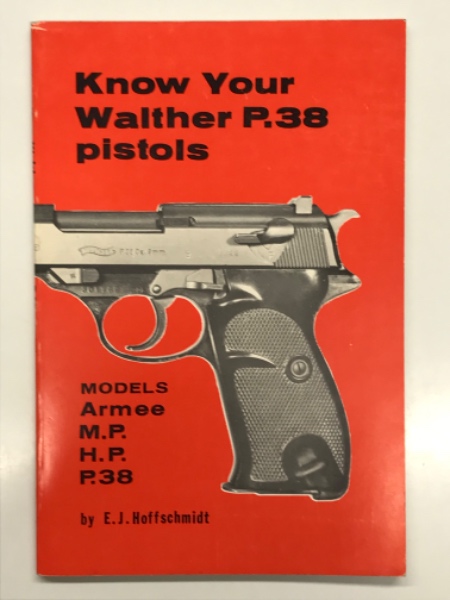 Know Your
Walther P.38
pistols
MODELS
Armee
M.P.
H.P.
P.38
by E.J.Hoffschmidt